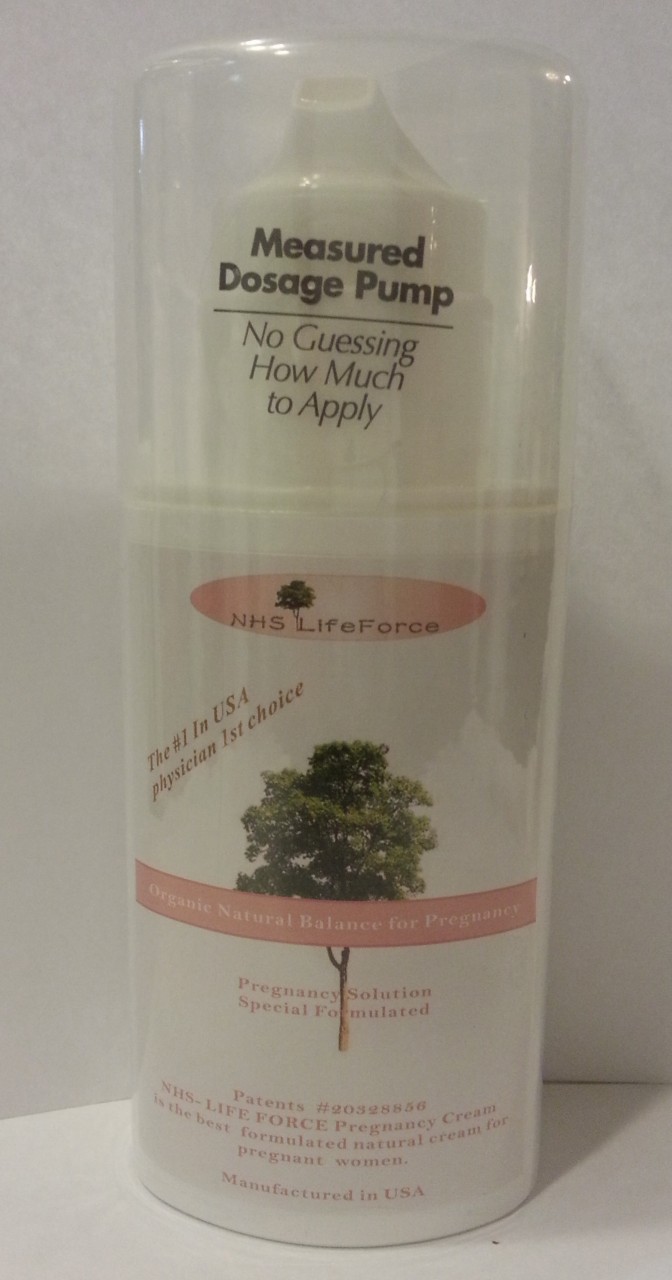 Measured
Dosage Pump
No Guessing
How Much
to Apply
NHS LifeForce
The #1 In USA
physician 1st choice
Organic Natural Balance for Pregnancy
Pregnancy Solution
Special Formulated
Patents #20328856
NHS-LIFE FORCE Pregnancy Cream
is the best formulated natural cream for
pregnant women.
Manufactured in USA